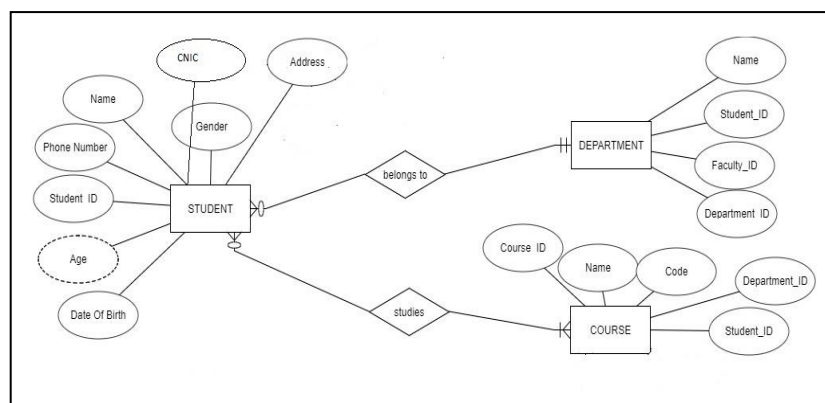 CNIC
Address
Name
Name
Gender
Student_ID
Phone Number
DEPARTMENT
belongs to
Faculty_ID
Student ID
STUDENT
Department ID
Course ID
Name
Code
Age
Department_ID
Date Of Birth
studies
COURSE
Student_ID